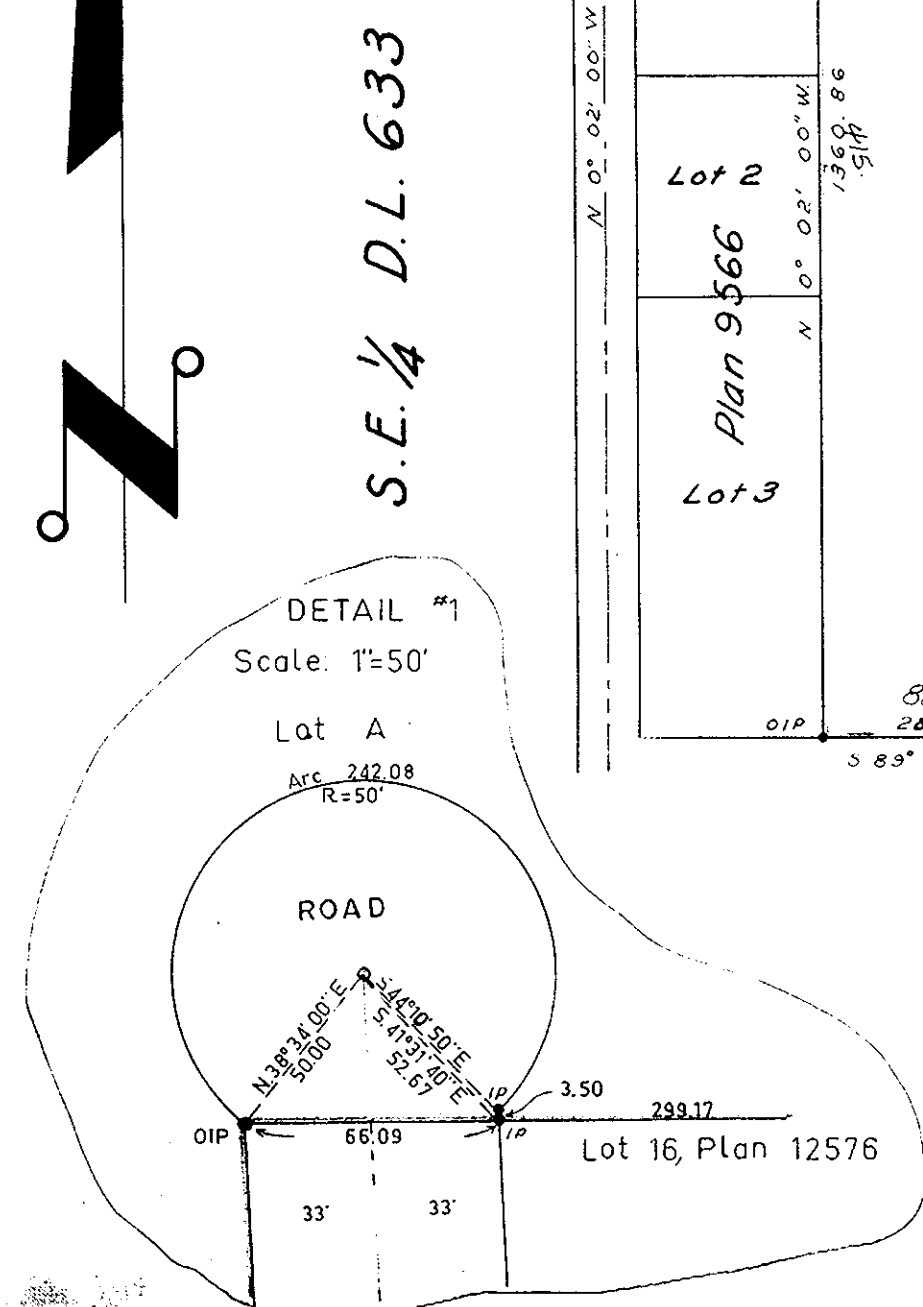 S.E. 1/4 D.L. 633
N 0° 02' 00" W
Lot 2
Plan 9566
Lot 3
N 0° 02' 00" W.
1360.86
OIP
S 89°
DETAIL #1
Scale: 1"=50'
Lot A
Arc 242.08
R=50'
ROAD
N.38°34'00"E
50.00
S.44°10'50"E
S.41°31'40"E
52.67
IP
3.50
299.17
OIP
66.09
IP
Lot 16, Plan 12576
33'
33'